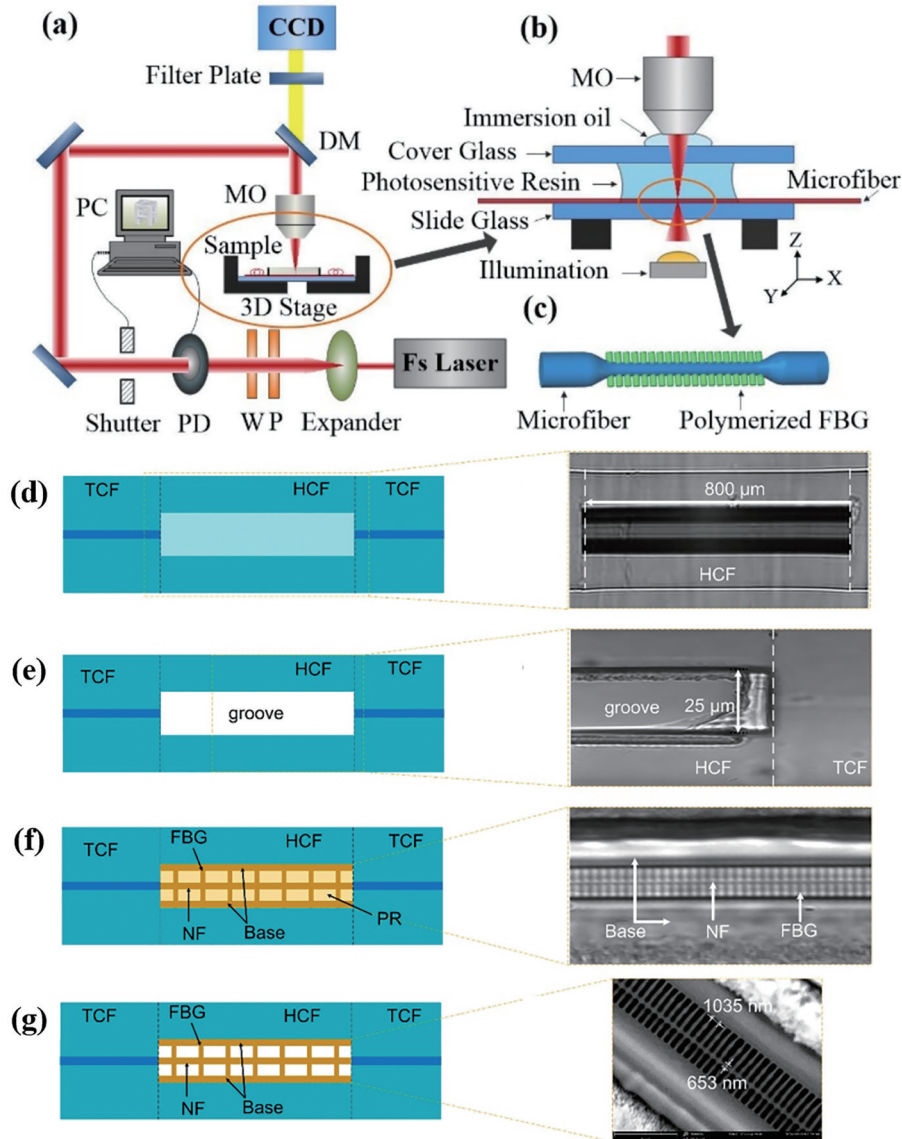 (a)
CCD
Filter Plate
DM
MO
PC
Sample
3D Stage
Fs Laser
Shutter
PD
W P
Expander
(b)
MO
Immersion oil
Cover Glass
Photosensitive Resin
Microfiber
Slide Glass
Illumination
Z
X
Y
(c)
Microfiber
Polymerized FBG
(d)
TCF
HCF
TCF
800 μm
HCF
(e)
TCF
HCF
TCF
groove
groove
25 μm
HCF
TCF
(f)
TCF
FBG
HCF
TCF
NF
Base
PR
Base
NF
FBG
(g)
TCF
FBG
HCF
TCF
NF
Base
1035 nm
653 nm